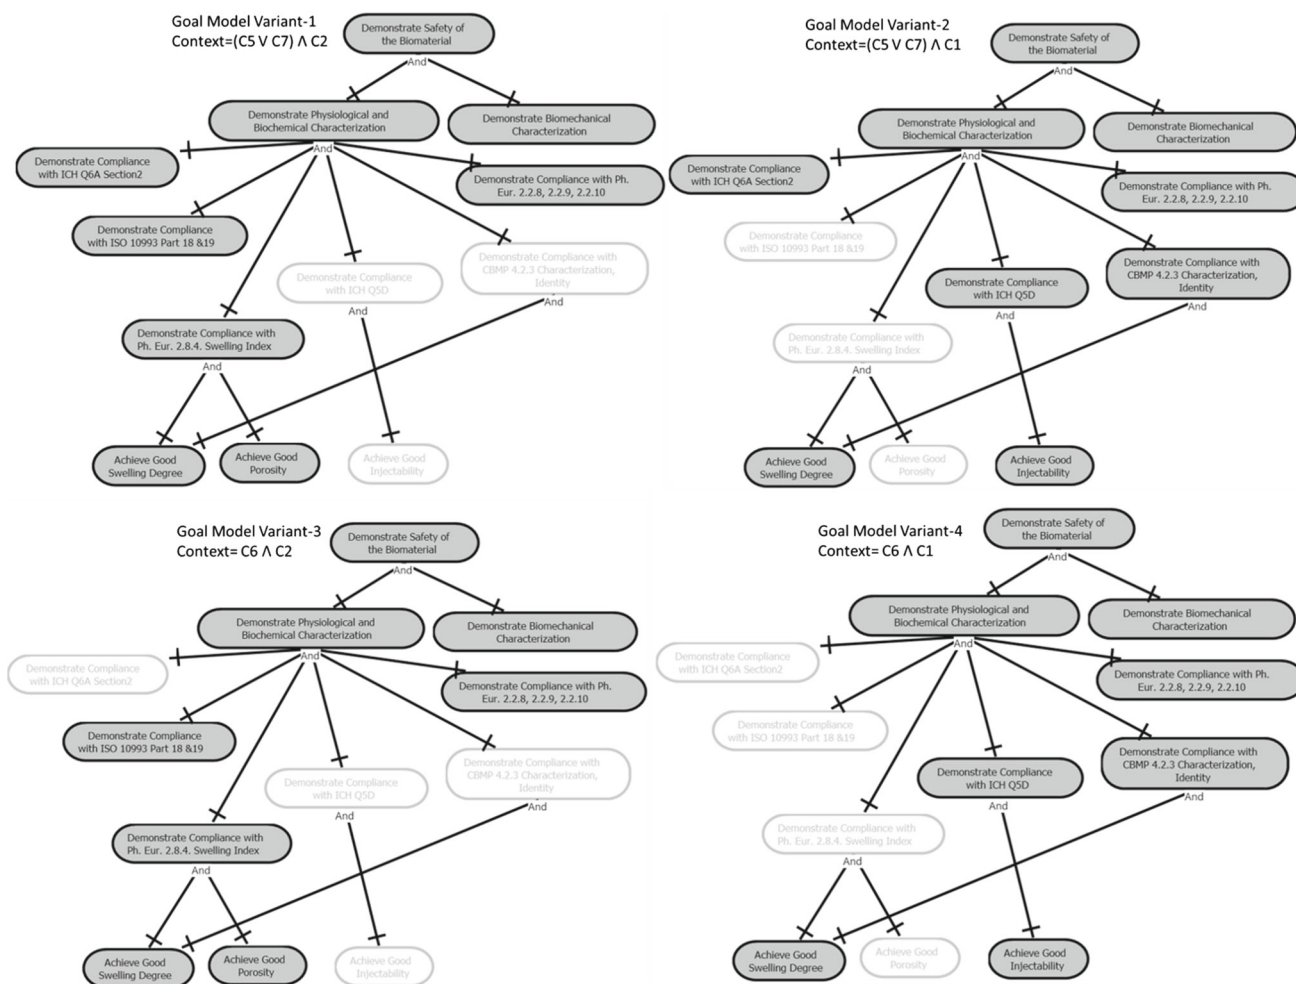 Goal Model Variant-1
Context=(C5 V C7) Λ C2
Demonstrate Safety of
the Biomaterial
And
Demonstrate Physiological and
Biochemical Characterization
Demonstrate Biomechanical
Characterization
And
Demonstrate Compliance
with ICH Q6A Section2
Demonstrate Compliance with Ph.
Eur. 2.2.8, 2.2.9, 2.2.10
Demonstrate Compliance
with ISO 10993 Part 18 &19
Demonstrate Compliance with
CBMP 4.2.3 Characterization,
Identity
And
Demonstrate Compliance
with ICH Q5D
And
Demonstrate Compliance with
Ph. Eur. 2.8.4. Swelling Index
And
Achieve Good
Swelling Degree
Achieve Good
Porosity
Achieve Good
Injectability
Goal Model Variant-2
Context=(C5 V C7) Λ C1
Demonstrate Safety of
the Biomaterial
And
Demonstrate Physiological and
Biochemical Characterization
Demonstrate Biomechanical
Characterization
And
Demonstrate Compliance
with ICH Q6A Section2
Demonstrate Compliance with Ph.
Eur. 2.2.8, 2.2.9, 2.2.10
Demonstrate Compliance
with ISO 10993 Part 18 &19
Demonstrate Compliance with
CBMP 4.2.3 Characterization,
Identity
And
Demonstrate Compliance
with ICH Q5D
And
Demonstrate Compliance with
Ph. Eur. 2.8.4. Swelling Index
And
Achieve Good
Swelling Degree
Achieve Good
Porosity
Achieve Good
Injectability
Goal Model Variant-3
Context= C6 Λ C2
Demonstrate Safety of
the Biomaterial
And
Demonstrate Physiological and
Biochemical Characterization
Demonstrate Biomechanical
Characterization
And
Demonstrate Compliance
with ICH Q6A Section2
Demonstrate Compliance with Ph.
Eur. 2.2.8, 2.2.9, 2.2.10
Demonstrate Compliance
with ISO 10993 Part 18 &19
Demonstrate Compliance with
CBMP 4.2.3 Characterization,
Identity
And
Demonstrate Compliance
with ICH Q5D
And
Demonstrate Compliance with
Ph. Eur. 2.8.4. Swelling Index
And
Achieve Good
Swelling Degree
Achieve Good
Porosity
Achieve Good
Injectability
Goal Model Variant-4
Context= C6 Λ C1
Demonstrate Safety of
the Biomaterial
And
Demonstrate Physiological and
Biochemical Characterization
Demonstrate Biomechanical
Characterization
And
Demonstrate Compliance
with ICH Q6A Section2
Demonstrate Compliance with Ph.
Eur. 2.2.8, 2.2.9, 2.2.10
Demonstrate Compliance
with ISO 10993 Part 18 &19
Demonstrate Compliance with
CBMP 4.2.3 Characterization,
Identity
And
Demonstrate Compliance
with ICH Q5D
And
Demonstrate Compliance with
Ph. Eur. 2.8.4. Swelling Index
And
Achieve Good
Swelling Degree
Achieve Good
Porosity
Achieve Good
Injectability